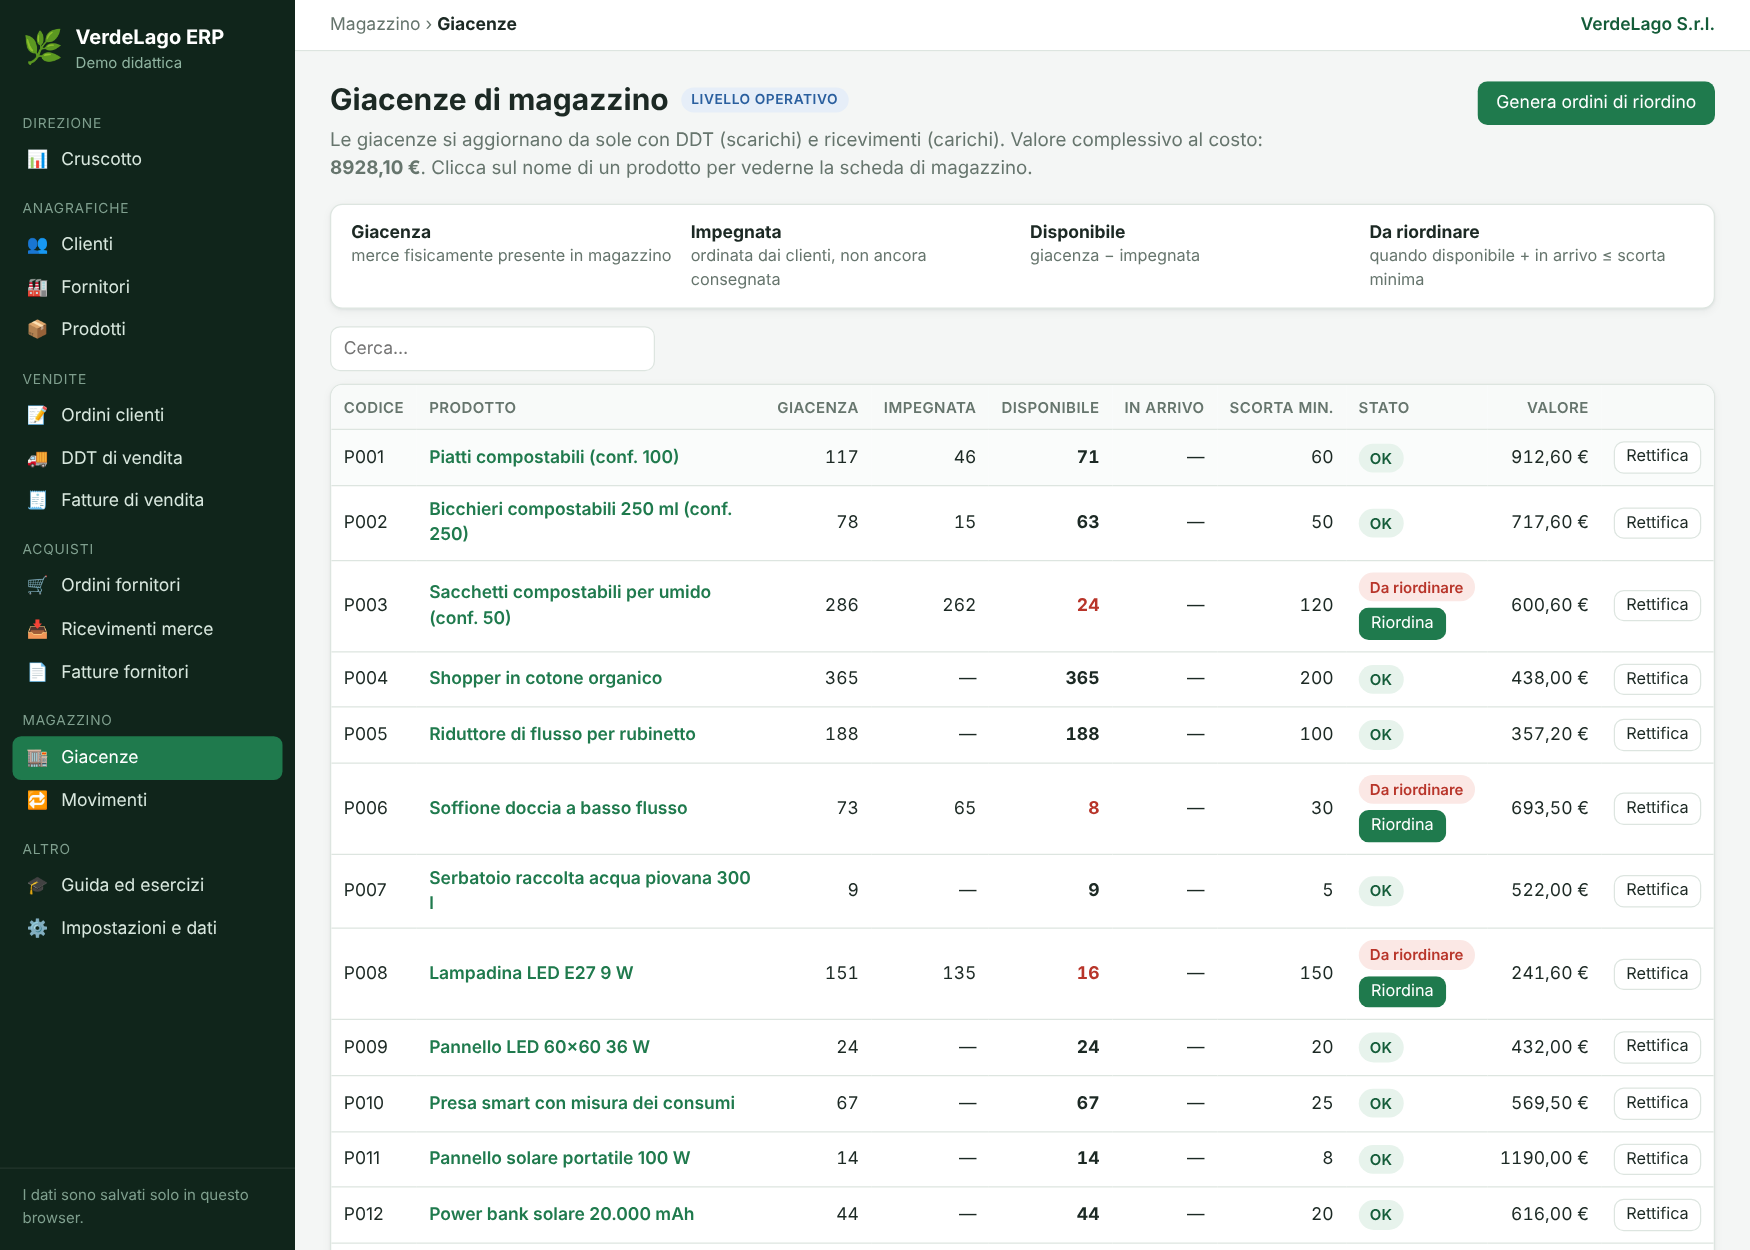 VerdeLago ERP
Demo didattica
DIREZIONE
Cruscotto
ANAGRAFICHE
Clienti
Fornitori
Prodotti
VENDITE
Ordini clienti
DDT di vendita
Fatture di vendita
ACQUISTI
Ordini fornitori
Ricevimenti merce
Fatture fornitori
MAGAZZINO
Giacenze
Movimenti
ALTRO
Guida ed esercizi
Impostazioni e dati
I dati sono salvati solo in questo
browser.
Magazzino › Giacenze
VerdeLago S.r.l.
Giacenze di magazzino LIVELLO OPERATIVO
Genera ordini di riordino
Le giacenze si aggiornano da sole con DDT (scarichi) e ricevimenti (carichi). Valore complessivo al costo:
8928,10 €. Clicca sul nome di un prodotto per vederne la scheda di magazzino.
Giacenza
merce fisicamente presente in magazzino
Impegnata
ordinata dai clienti, non ancora
consegnata
Disponibile
giacenza − impegnata
Da riordinare
quando disponibile + in arrivo ≤ scorta
minima
Cerca...
CODICE PRODOTTO GIACENZA IMPEGNATA DISPONIBILE IN ARRIVO SCORTA MIN. STATO VALORE
P001 Piatti compostabili (conf. 100) 117 46 71 — 60 OK 912,60 € Rettifica
P002 Bicchieri compostabili 250 ml (conf.
250) 78 15 63 — 50 OK 717,60 € Rettifica
P003 Sacchetti compostabili per umido
(conf. 50) 286 262 24 — 120 Da riordinare
Riordina 600,60 € Rettifica
P004 Shopper in cotone organico 365 — 365 — 200 OK 438,00 € Rettifica
P005 Riduttore di flusso per rubinetto 188 — 188 — 100 OK 357,20 € Rettifica
P006 Soffione doccia a basso flusso 73 65 8 — 30 Da riordinare
Riordina 693,50 € Rettifica
P007 Serbatoio raccolta acqua piovana 300
l 9 — 9 — 5 OK 522,00 € Rettifica
P008 Lampadina LED E27 9 W 151 135 16 — 150 Da riordinare
Riordina 241,60 € Rettifica
P009 Pannello LED 60×60 36 W 24 — 24 — 20 OK 432,00 € Rettifica
P010 Presa smart con misura dei consumi 67 — 67 — 25 OK 569,50 € Rettifica
P011 Pannello solare portatile 100 W 14 — 14 — 8 OK 1190,00 € Rettifica
P012 Power bank solare 20.000 mAh 44 — 44 — 20 OK 616,00 € Rettifica